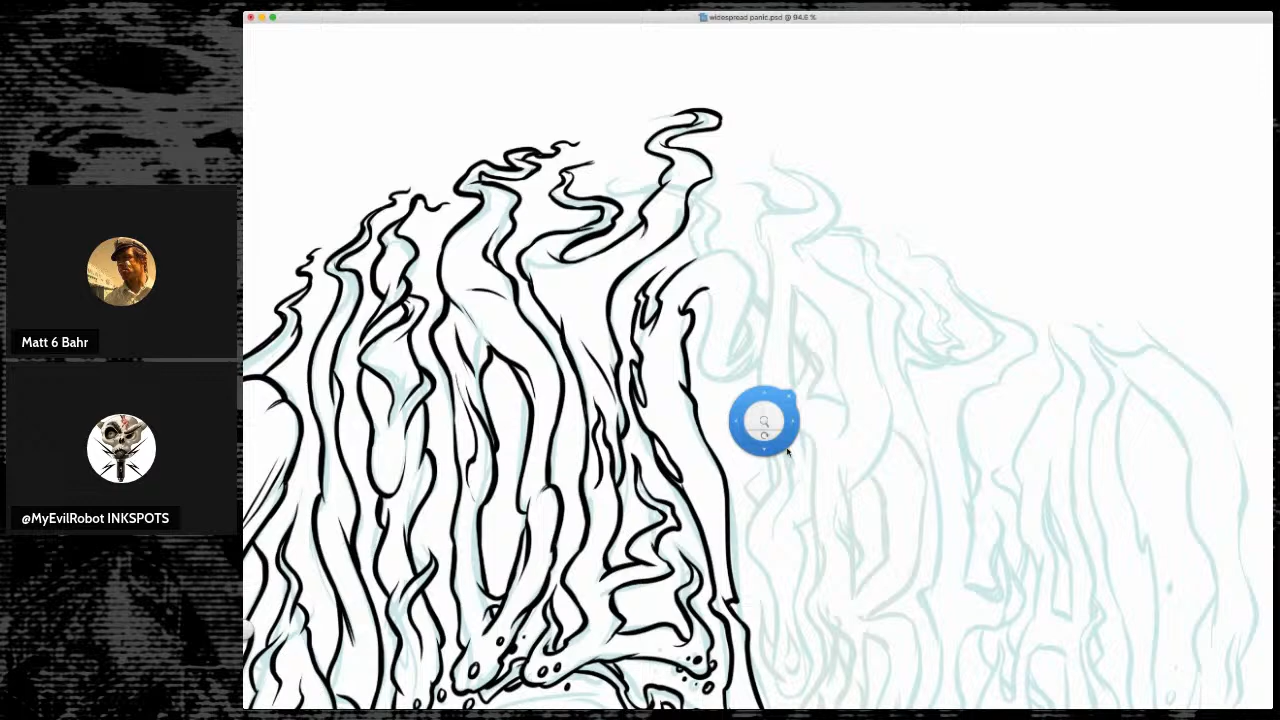 widespread panic.psd @ 94.6 %
Matt 6 Bahr
@MyEvilRobot INKSPOTS